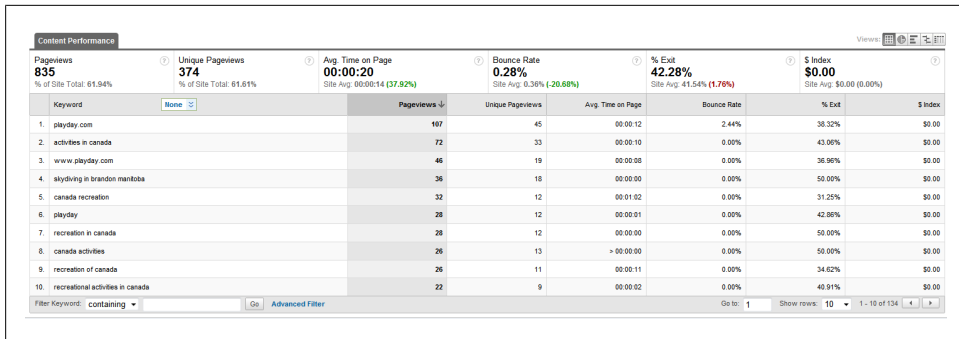 Content Performance Views:
Pageviews ? Unique Pageviews ? Avg. Time on Page ? Bounce Rate ? % Exit ? $ Index ?
835 374 00:00:20 0.28% 42.28% $0.00
% of Site Total: 61.94% % of Site Total: 61.61% Site Avg: 00:00:14 (37.92%) Site Avg: 0.36% (-20.68%) Site Avg: 41.54% (1.76%) Site Avg: $0.00 (0.00%)
Keyword None Pageviews ↓ Unique Pageviews Avg. Time on Page Bounce Rate % Exit $ Index
1. playday.com 107 45 00:00:12 2.44% 38.32% $0.00
2. activities in canada 72 33 00:00:10 0.00% 43.06% $0.00
3. www.playday.com 46 19 00:00:08 0.00% 36.96% $0.00
4. skydiving in brandon manitoba 36 18 00:00:00 0.00% 50.00% $0.00
5. canada recreation 32 12 00:01:02 0.00% 31.25% $0.00
6. playday 28 12 00:00:01 0.00% 42.86% $0.00
7. recreation in canada 28 12 00:00:00 0.00% 50.00% $0.00
8. canada activities 26 13 > 00:00:00 0.00% 50.00% $0.00
9. recreation of canada 26 11 00:00:11 0.00% 34.62% $0.00
10. recreational activities in canada 22 9 00:00:02 0.00% 40.91% $0.00
Filter Keyword: containing Go Advanced Filter Go to: 1 Show rows: 10 1 - 10 of 134